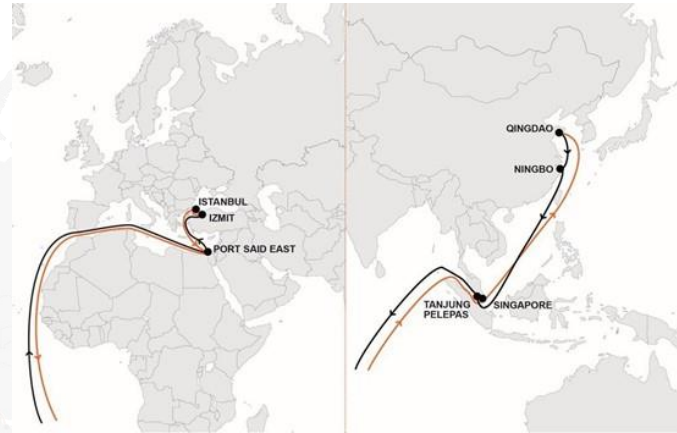 ISTANBUL
IZMIT
PORT SAID EAST
QINGDAO
NINGBO
TANJUNG
PELEPAS
SINGAPORE